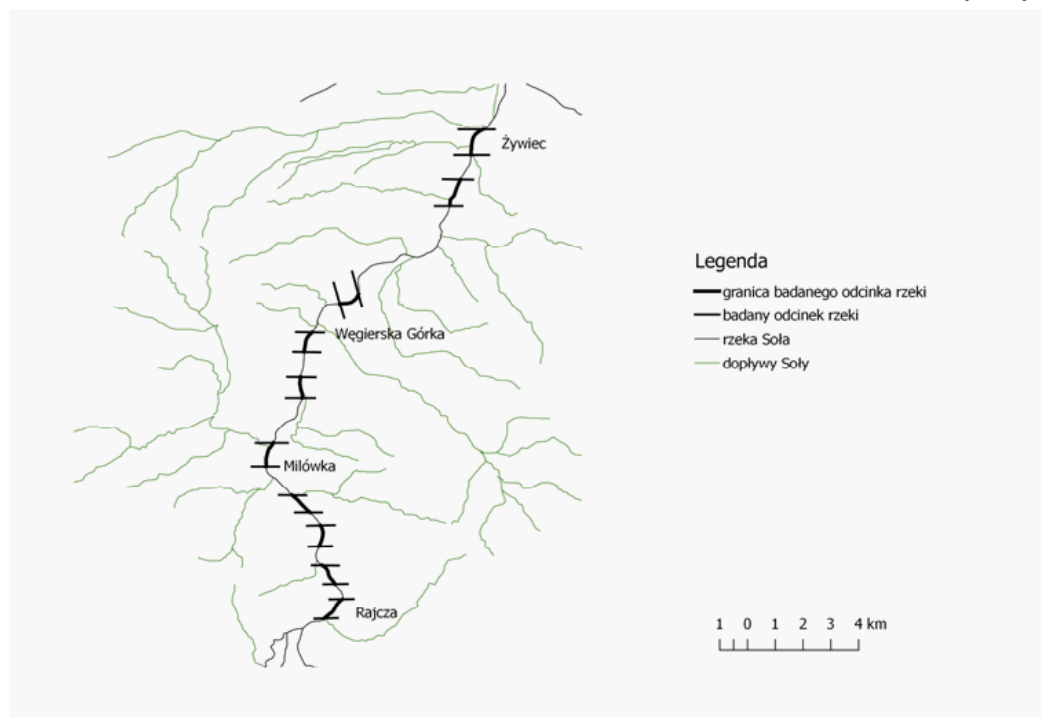 Żywiec
Legenda
granica badanego odcinka rzeki
badany odcinek rzeki
rzeka Soła
dopływy Soły
Węgierska Górka
Milówka
Rajcza
1 0 1 2 3 4 km